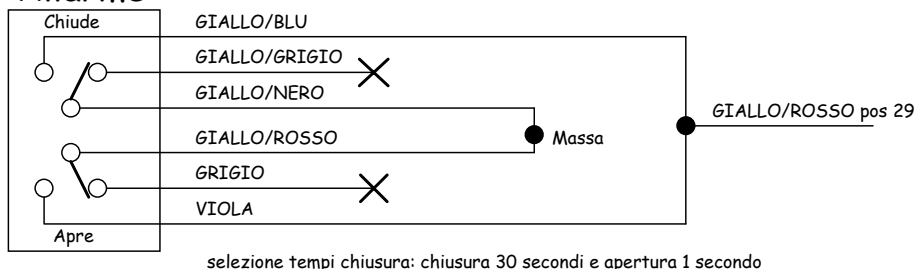 Chiude
GIALLO/BLU
GIALLO/GRIGIO
GIALLO/NERO
GIALLO/ROSSO pos 29
GIALLO/ROSSO
Massa
GRIGIO
VIOLA
Apre
selezione tempi chiusura: chiusura 30 secondi e apertura 1 secondo